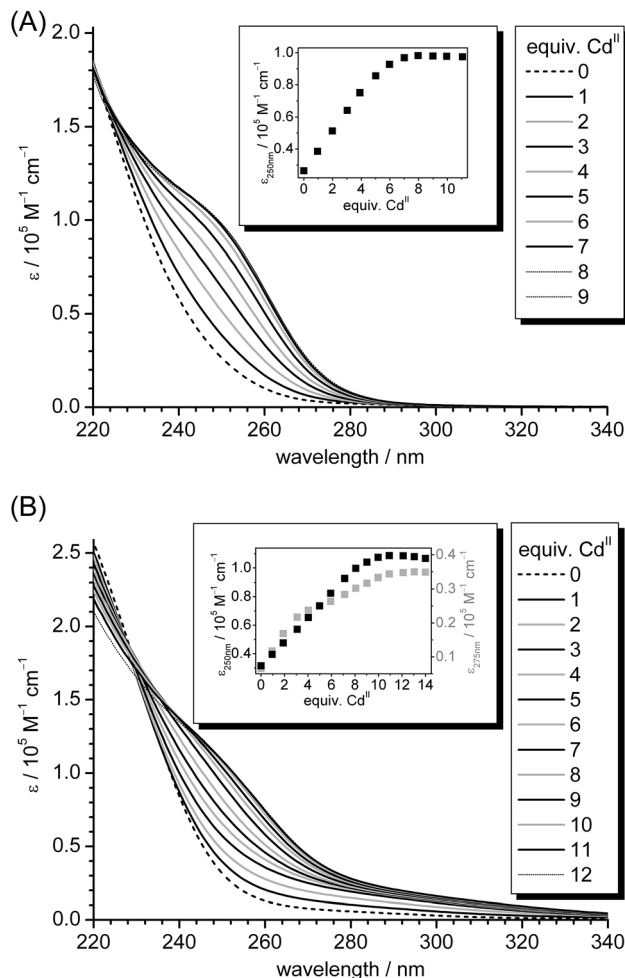 (A)
2.0
1.5
1.0
0.5
0.0
ε / 10⁵ M⁻¹ cm⁻¹
220 240 260 280 300 320 340
wavelength / nm
1.0
0.8
0.6
0.4
ε250nm / 10⁵ M⁻¹ cm⁻¹
0 2 4 6 8 10
equiv. Cdᴵᴵ
equiv. Cdᴵᴵ
0
1
2
3
4
5
6
7
8
9
(B)
2.5
2.0
1.5
1.0
0.5
0.0
ε / 10⁵ M⁻¹ cm⁻¹
220 240 260 280 300 320 340
wavelength / nm
1.0
0.8
0.6
0.4
ε250nm / 10⁵ M⁻¹ cm⁻¹
0 2 4 6 8 10 12 14
equiv. Cdᴵᴵ
0.4
0.3
0.2
0.1
ε275nm / 10⁵ M⁻¹ cm⁻¹
equiv. Cdᴵᴵ
0
1
2
3
4
5
6
7
8
9
10
11
12